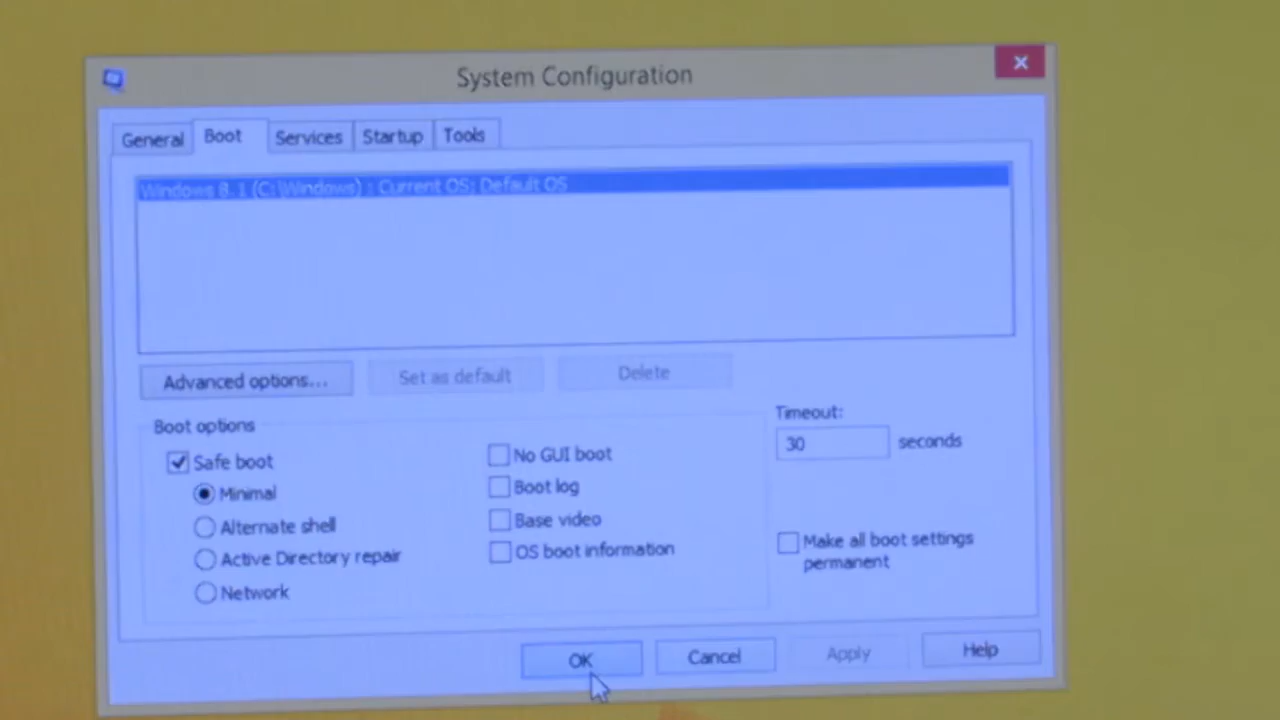 System Configuration
General Boot Services Startup Tools
Windows 8.1 (C:\Windows) : Current OS; Default OS
Advanced options... Set as default Delete
Boot options
Timeout:
30 seconds
Safe boot
Minimal
Alternate shell
Active Directory repair
Network
No GUI boot
Boot log
Base video
OS boot information
Make all boot settings
permanent
OK Cancel Apply Help